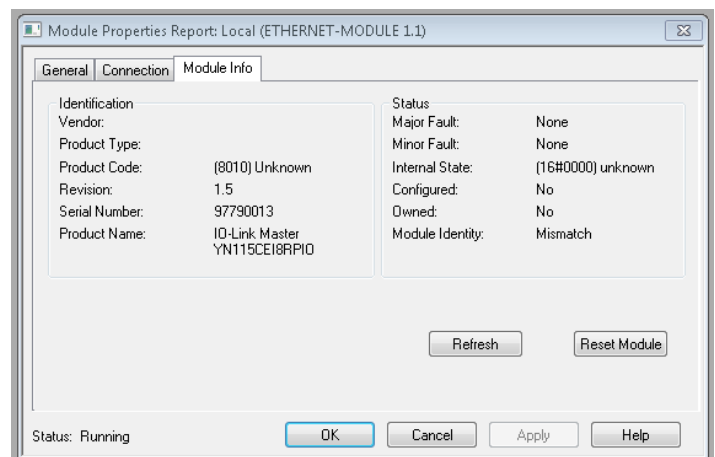 Module Properties Report: Local (ETHERNET-MODULE 1.1)
General Connection Module Info
Identification
Vendor:
Product Type:
Product Code: (8010) Unknown
Revision: 1.5
Serial Number: 97790013
Product Name: IO-Link Master
YN115CEI8RPIO
Status
Major Fault: None
Minor Fault: None
Internal State: (16#0000) unknown
Configured: No
Owned: No
Module Identity: Mismatch
Refresh Reset Module
Status: Running OK Cancel Apply Help